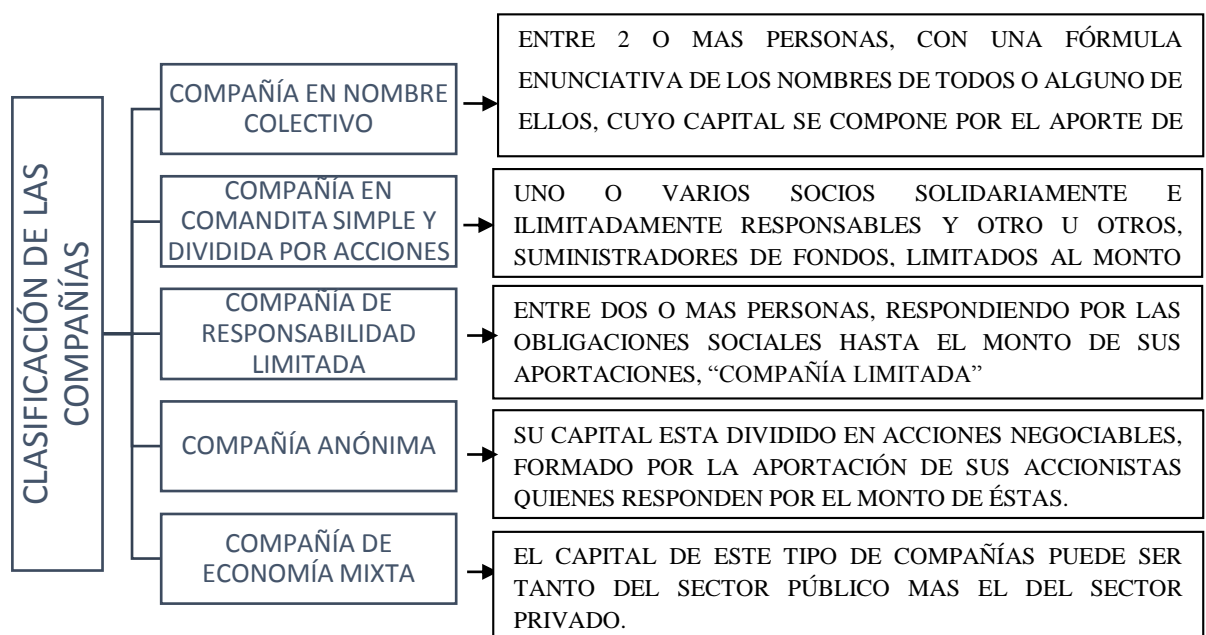 CLASIFICACIÓN DE LAS
COMPAÑÍAS
COMPAÑÍA EN NOMBRE
COLECTIVO
ENTRE 2 O MAS PERSONAS, CON UNA FÓRMULA
ENUNCIATIVA DE LOS NOMBRES DE TODOS O ALGUNO DE
ELLOS, CUYO CAPITAL SE COMPONE POR EL APORTE DE
COMPAÑÍA EN
COMANDITA SIMPLE Y
DIVIDIDA POR ACCIONES
UNO O VARIOS SOCIOS SOLIDARIAMENTE E
ILIMITADAMENTE RESPONSABLES Y OTRO U OTROS,
SUMINISTRADORES DE FONDOS, LIMITADOS AL MONTO
COMPAÑÍA DE
RESPONSABILIDAD
LIMITADA
ENTRE DOS O MAS PERSONAS, RESPONDIENDO POR LAS
OBLIGACIONES SOCIALES HASTA EL MONTO DE SUS
APORTACIONES, “COMPAÑÍA LIMITADA”
COMPAÑÍA ANÓNIMA
SU CAPITAL ESTA DIVIDIDO EN ACCIONES NEGOCIABLES,
FORMADO POR LA APORTACIÓN DE SUS ACCIONISTAS
QUIENES RESPONDEN POR EL MONTO DE ÉSTAS.
COMPAÑÍA DE
ECONOMÍA MIXTA
EL CAPITAL DE ESTE TIPO DE COMPAÑÍAS PUEDE SER
TANTO DEL SECTOR PÚBLICO MAS EL DEL SECTOR
PRIVADO.